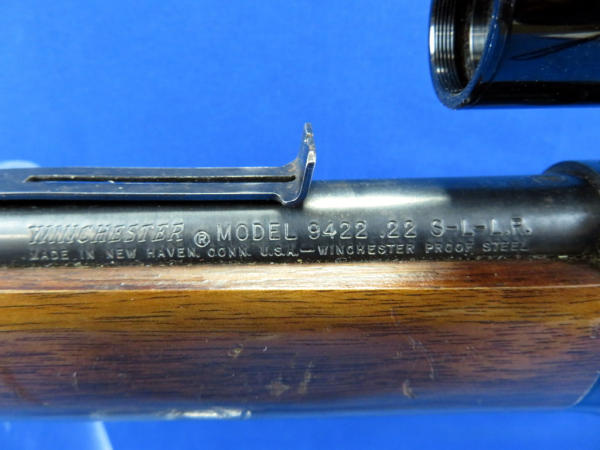 WINCHESTER ® MODEL 9422 .22 S-L-L.R.
MADE IN NEW HAVEN, CONN. U.S.A.—WINCHESTER PROOF STEEL